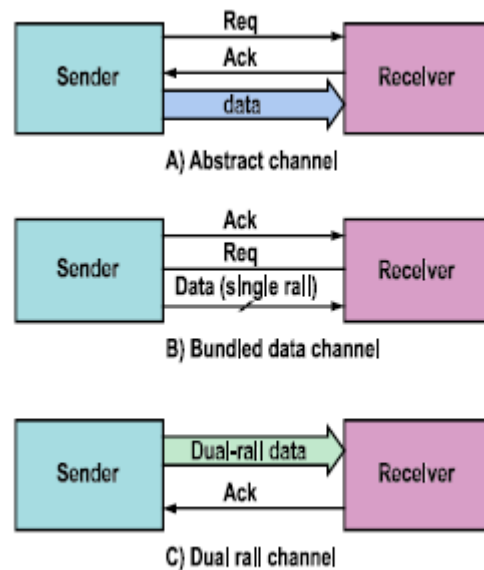 Req
Sender Ack Receiver
data
A) Abstract channel
Ack
Sender Req Receiver
Data (single rail)
B) Bundled data channel
Dual-rail data
Sender Receiver
Ack
C) Dual rail channel